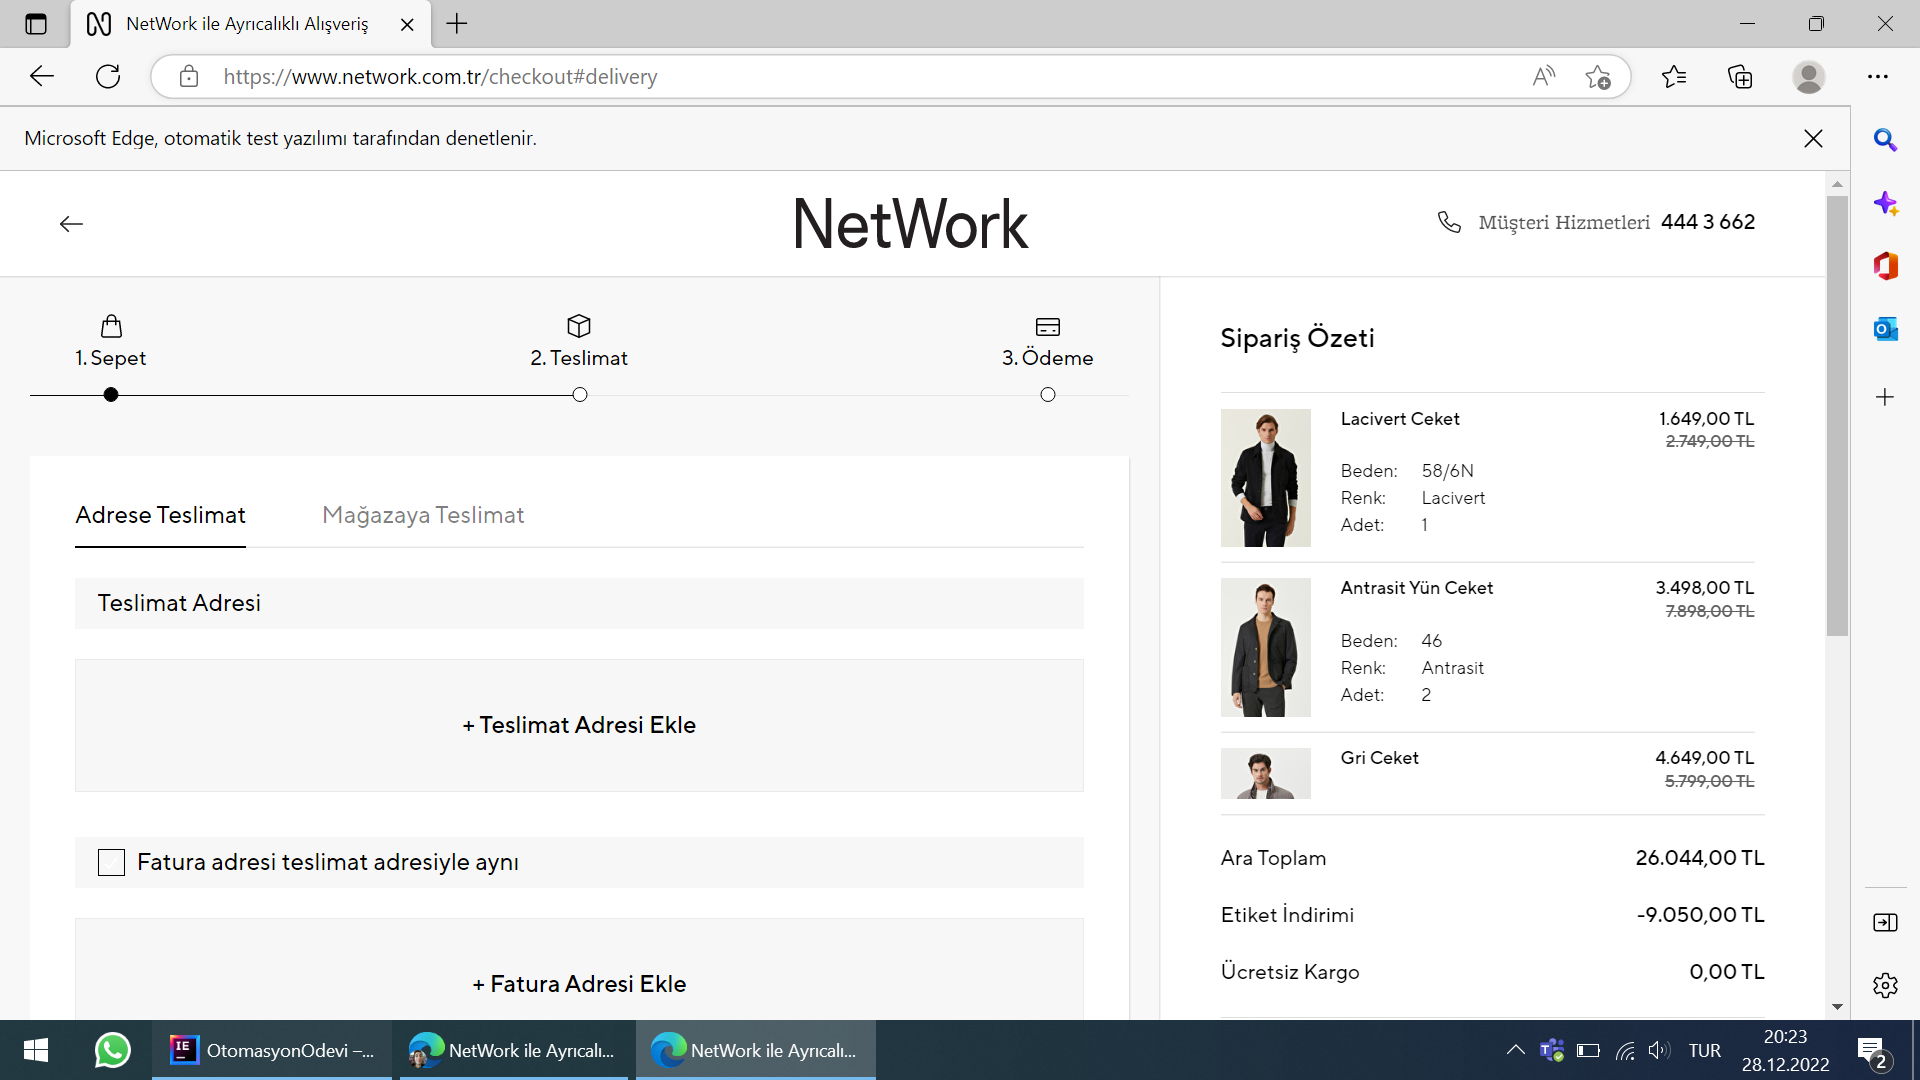 NetWork ile Ayrıcalıklı Alışveriş
https://www.network.com.tr/checkout#delivery
Microsoft Edge, otomatik test yazılımı tarafından denetlenir.
NetWork
Müşteri Hizmetleri 444 3 662
1. Sepet
2. Teslimat
3. Ödeme
Adrese Teslimat
Mağazaya Teslimat
Teslimat Adresi
+ Teslimat Adresi Ekle
Fatura adresi teslimat adresiyle aynı
+ Fatura Adresi Ekle
Sipariş Özeti
Lacivert Ceket 1.649,00 TL
2.749,00 TL
Beden: 58/6N
Renk: Lacivert
Adet: 1
Antrasit Yün Ceket 3.498,00 TL
7.898,00 TL
Beden: 46
Renk: Antrasit
Adet: 2
Gri Ceket 4.649,00 TL
5.799,00 TL
Ara Toplam 26.044,00 TL
Etiket İndirimi -9.050,00 TL
Ücretsiz Kargo 0,00 TL
OtomasyonOdevi –...
NetWork ile Ayrıcalı...
NetWork ile Ayrıcalı...
TUR
20:23
28.12.2022
2